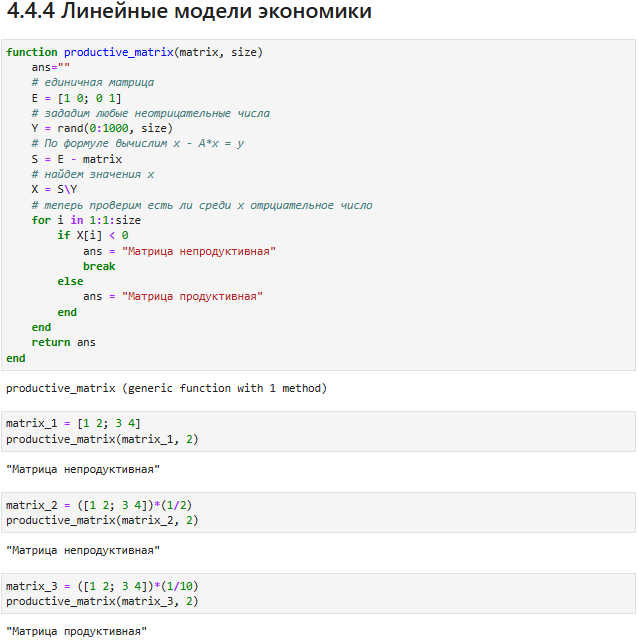 4.4.4 Линейные модели экономики
function productive_matrix(matrix, size)
    ans=""
    # единичная матрица
    E = [1 0; 0 1]
    # зададим любые неотрицательные числа
    Y = rand(0:1000, size)
    # По формуле вычислим x - A*x = y
    S = E - matrix
    # найдем значения x
    X = S\Y
    # теперь проверим есть ли среди x отрциательное число
    for i in 1:1:size
        if X[i] < 0
            ans = "Матрица непродуктивная"
            break
        else
            ans = "Матрица продуктивная"
        end
    end
    return ans
end
productive_matrix (generic function with 1 method)
matrix_1 = [1 2; 3 4]
productive_matrix(matrix_1, 2)
"Матрица непродуктивная"
matrix_2 = ([1 2; 3 4])*(1/2)
productive_matrix(matrix_2, 2)
"Матрица непродуктивная"
matrix_3 = ([1 2; 3 4])*(1/10)
productive_matrix(matrix_3, 2)
"Матрица продуктивная"